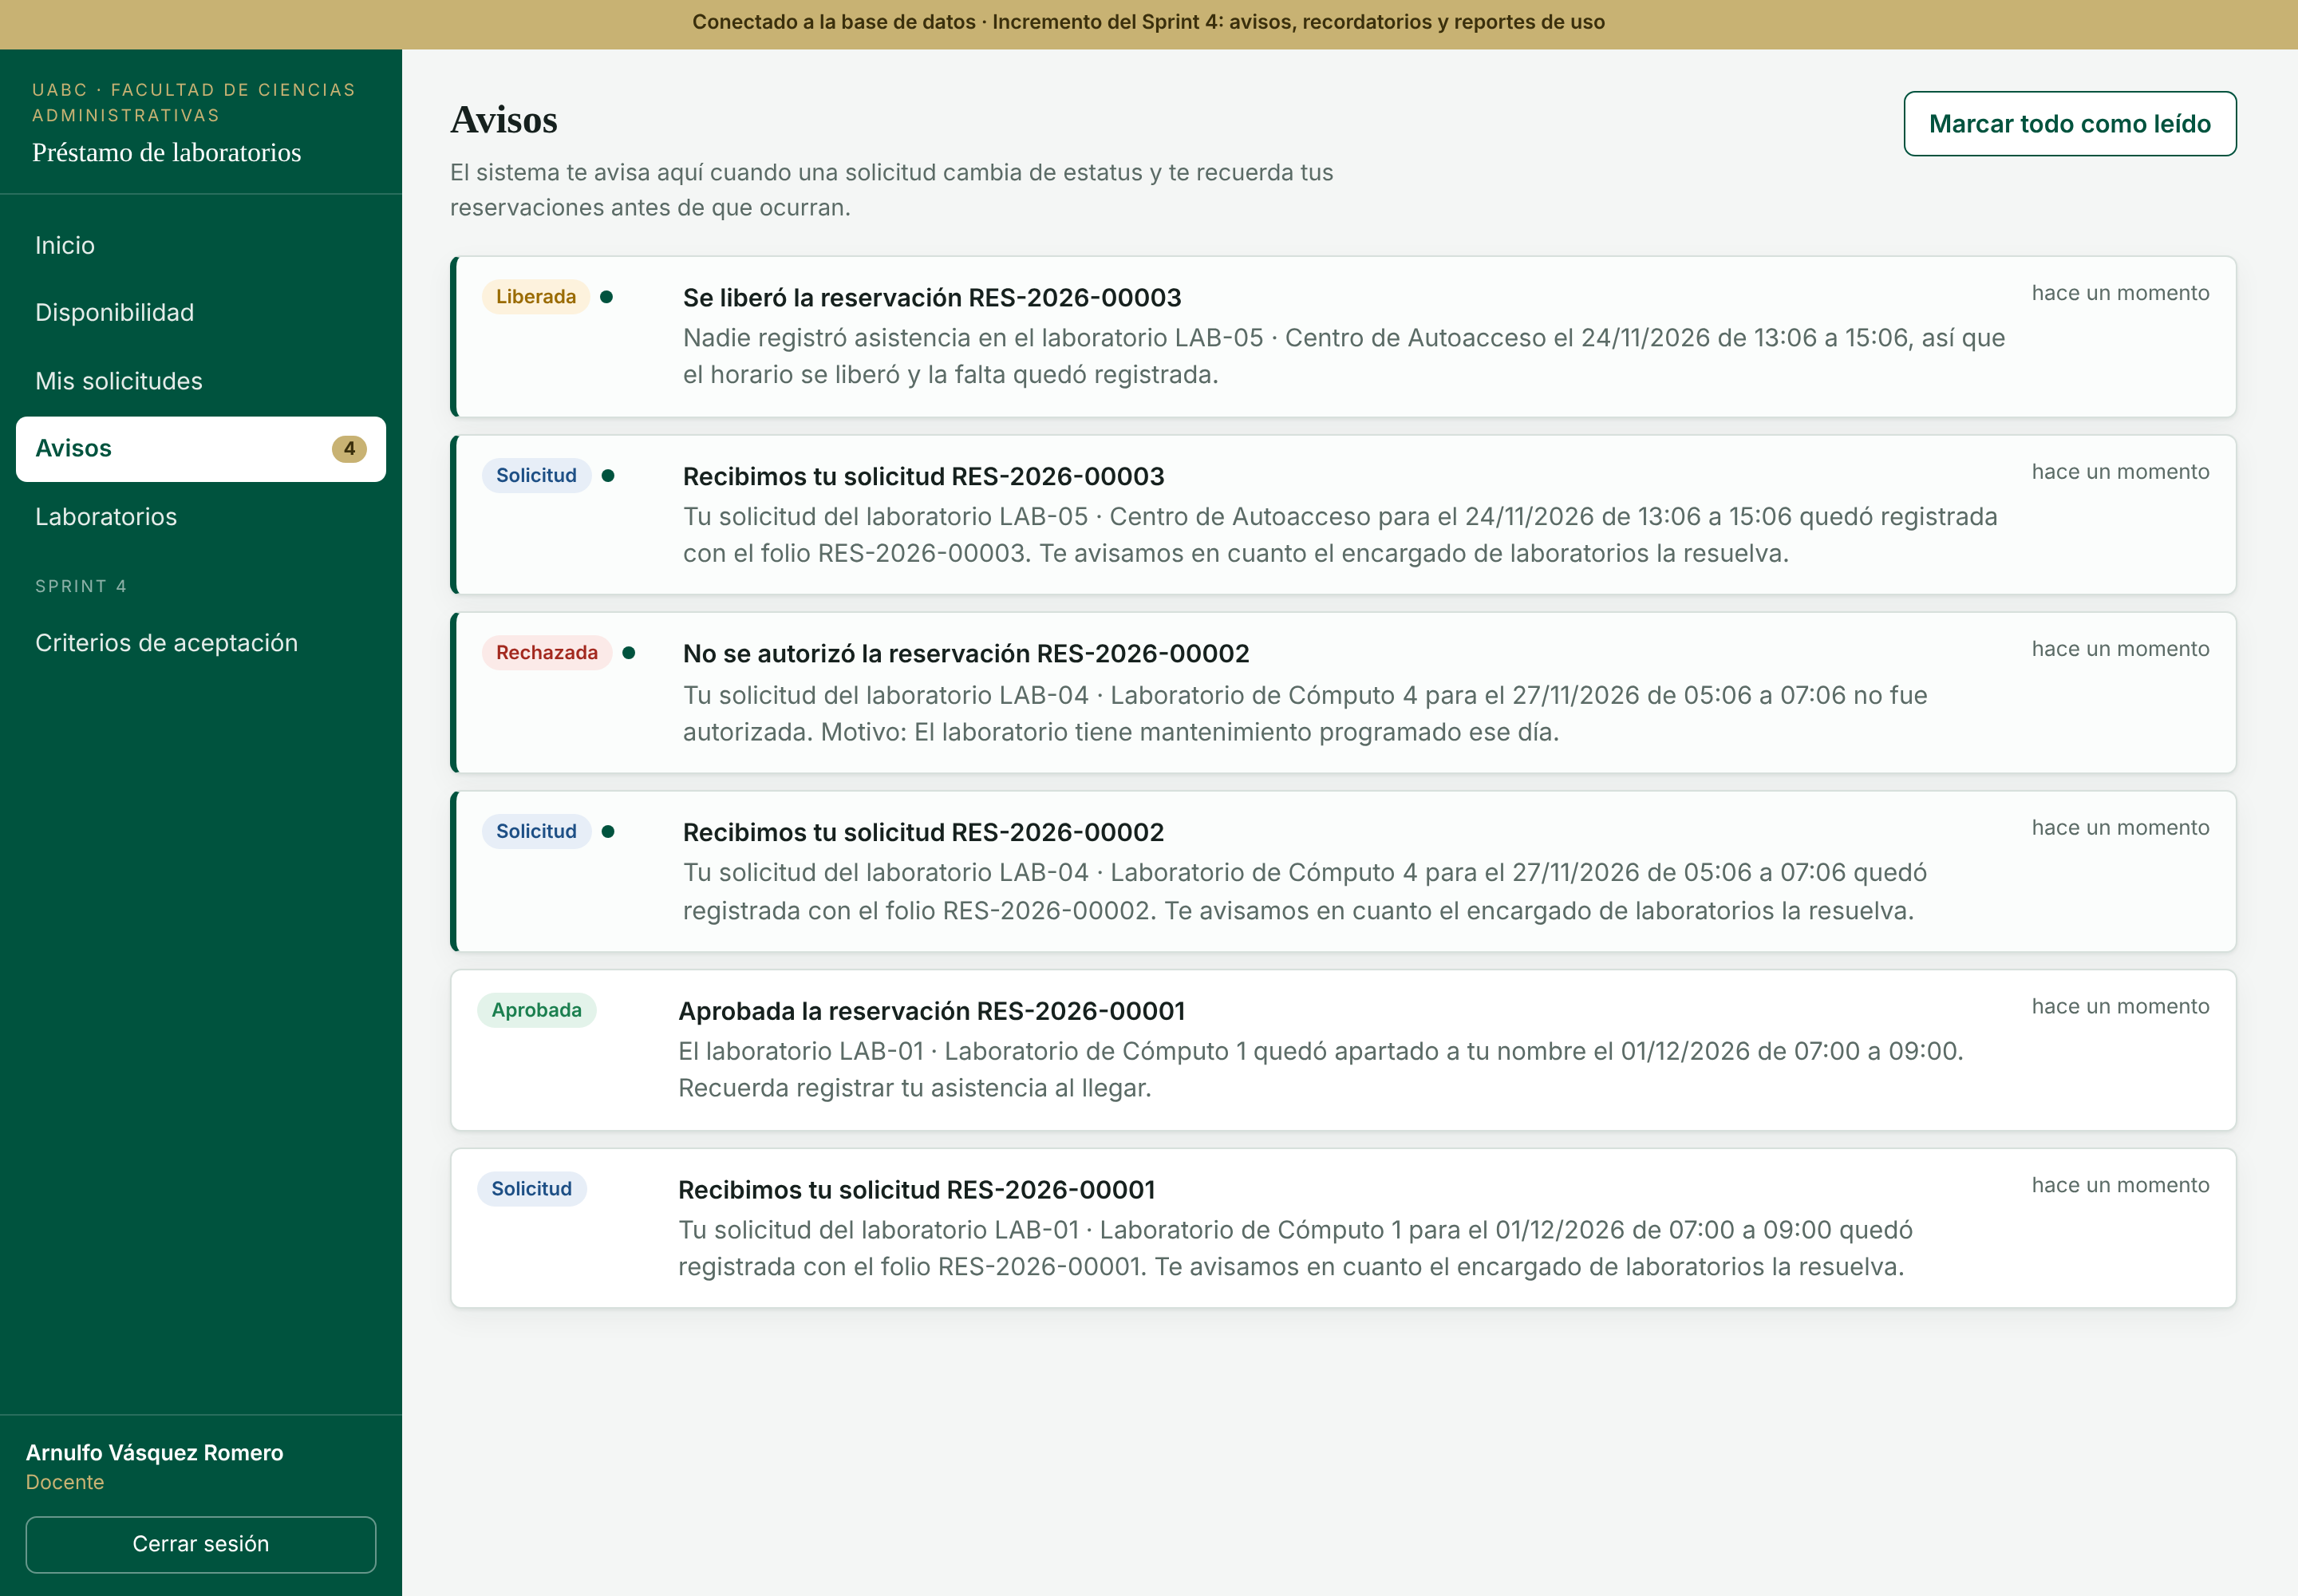 Conectado a la base de datos · Incremento del Sprint 4: avisos, recordatorios y reportes de uso
UABC · FACULTAD DE CIENCIAS
ADMINISTRATIVAS
Préstamo de laboratorios
Inicio
Disponibilidad
Mis solicitudes
Avisos 4
Laboratorios
SPRINT 4
Criterios de aceptación
Arnulfo Vásquez Romero
Docente
Cerrar sesión
Avisos
Marcar todo como leído
El sistema te avisa aquí cuando una solicitud cambia de estatus y te recuerda tus
reservaciones antes de que ocurran.
Liberada
Se liberó la reservación RES-2026-00003
hace un momento
Nadie registró asistencia en el laboratorio LAB-05 · Centro de Autoacceso el 24/11/2026 de 13:06 a 15:06, así que
el horario se liberó y la falta quedó registrada.
Solicitud
Recibimos tu solicitud RES-2026-00003
hace un momento
Tu solicitud del laboratorio LAB-05 · Centro de Autoacceso para el 24/11/2026 de 13:06 a 15:06 quedó registrada
con el folio RES-2026-00003. Te avisamos en cuanto el encargado de laboratorios la resuelva.
Rechazada
No se autorizó la reservación RES-2026-00002
hace un momento
Tu solicitud del laboratorio LAB-04 · Laboratorio de Cómputo 4 para el 27/11/2026 de 05:06 a 07:06 no fue
autorizada. Motivo: El laboratorio tiene mantenimiento programado ese día.
Solicitud
Recibimos tu solicitud RES-2026-00002
hace un momento
Tu solicitud del laboratorio LAB-04 · Laboratorio de Cómputo 4 para el 27/11/2026 de 05:06 a 07:06 quedó
registrada con el folio RES-2026-00002. Te avisamos en cuanto el encargado de laboratorios la resuelva.
Aprobada
Aprobada la reservación RES-2026-00001
hace un momento
El laboratorio LAB-01 · Laboratorio de Cómputo 1 quedó apartado a tu nombre el 01/12/2026 de 07:00 a 09:00.
Recuerda registrar tu asistencia al llegar.
Solicitud
Recibimos tu solicitud RES-2026-00001
hace un momento
Tu solicitud del laboratorio LAB-01 · Laboratorio de Cómputo 1 para el 01/12/2026 de 07:00 a 09:00 quedó
registrada con el folio RES-2026-00001. Te avisamos en cuanto el encargado de laboratorios la resuelva.